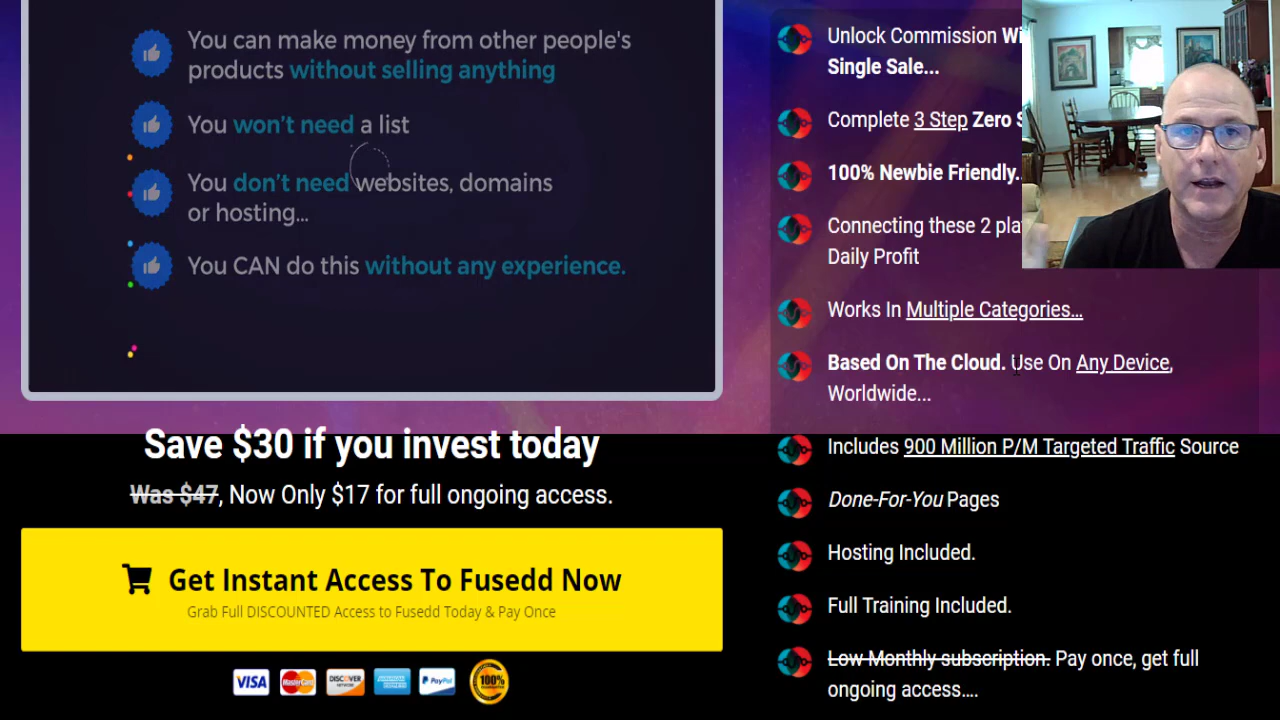 You can make money from other people's
products without selling anything
You won't need a list
You don't need websites, domains
or hosting...
You CAN do this without any experience.
Save $30 if you invest today
Was $47, Now Only $17 for full ongoing access.
Get Instant Access To Fusedd Now
Grab Full DISCOUNTED Access to Fusedd Today & Pay Once
VISA
MasterCard
DISCOVER
PayPal
100%
Unlock Commission
Single Sale...
Complete 3 Step Zero
100% Newbie Friendly..
Connecting these 2
Daily Profit
Works In Multiple Categories...
Based On The Cloud. Use On Any Device,
Worldwide...
Includes 900 Million P/M Targeted Traffic Source
Done-For-You Pages
Hosting Included.
Full Training Included.
Low Monthly subscription. Pay once, get full
ongoing access....